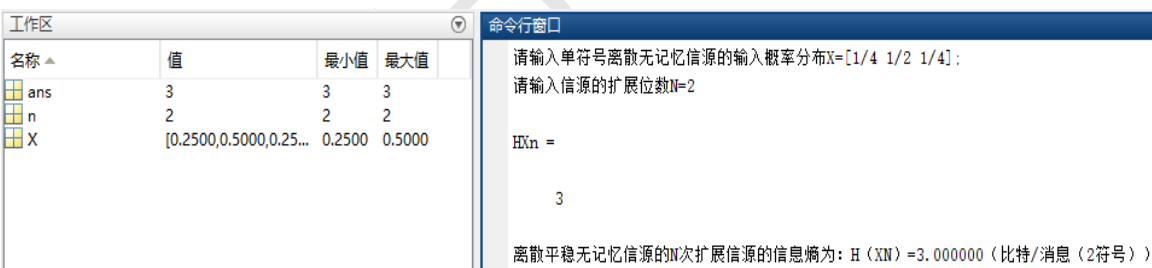 工作区
名称 值 最小值 最大值
ans 3 3 3
n 2 2 2
X [0.2500,0.5000,0.25... 0.2500 0.5000
命令行窗口
请输入单符号离散无记忆信源的输入概率分布X=[1/4 1/2 1/4];
请输入信源的扩展位数N=2
HXn =
3
离散平稳无记忆信源的N次扩展信源的信息熵为：H（XN）=3.000000（比特/消息（2符号））